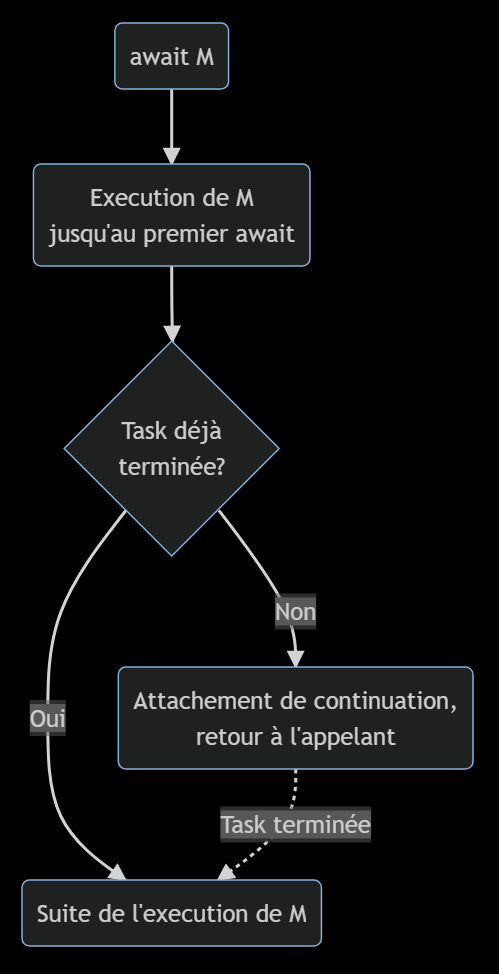 await M
Execution de M
jusqu'au premier await
Task déjà
terminée?
Non
Attachement de continuation,
retour à l'appelant
Oui
Task terminée
Suite de l'execution de M